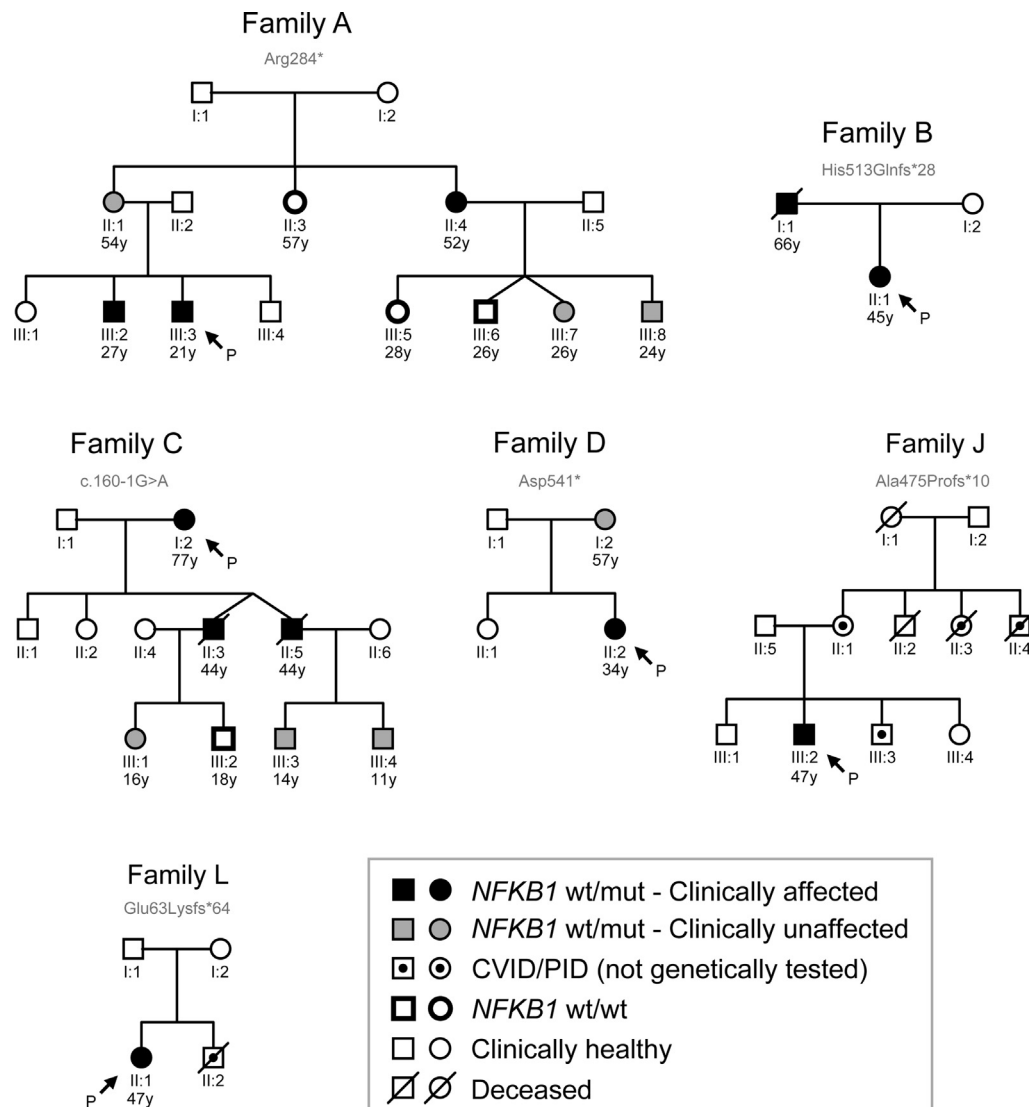 Family A
Arg284*
I:1 I:2
II:1 II:2 II:3 II:4 II:5
54y 57y 52y
III:1 III:2 III:3 III:4 III:5 III:6 III:7 III:8
27y 21y P 28y 26y 26y 24y
Family B
His513Glnfs*28
I:1 I:2
66y
II:1
45y P
Family C
c.160-1G>A
I:1 I:2
77y P
II:1 II:2 II:4 II:3 II:5 II:6
44y 44y
III:1 III:2 III:3 III:4
16y 18y 14y 11y
Family D
Asp541*
I:1 I:2
57y
II:1 II:2
34y P
Family J
Ala475Profs*10
I:1 I:2
II:5 II:1 II:2 II:3 II:4
III:1 III:2 III:3 III:4
47y P
Family L
Glu63Lysfs*64
I:1 I:2
II:1 II:2
P 47y
NFKB1 wt/mut - Clinically affected
NFKB1 wt/mut - Clinically unaffected
CVID/PID (not genetically tested)
NFKB1 wt/wt
Clinically healthy
Deceased